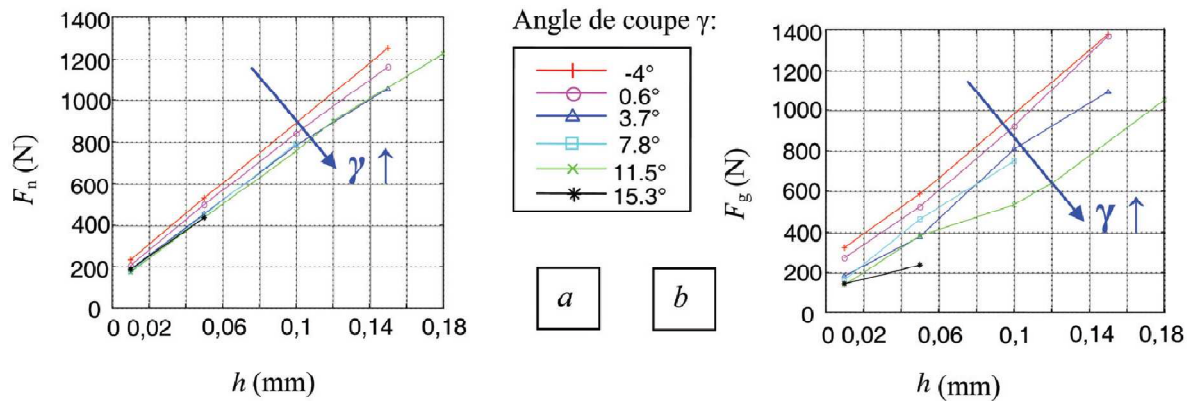 1400
1200
1000
800
600
400
200
0
F_n (N)
0 0,02 0,06 0,1 0,14 0,18
h (mm)
γ ↑
Angle de coupe γ:
-4°
0.6°
3.7°
7.8°
11.5°
15.3°
a
b
1400
1200
1000
800
600
400
200
0
F_g (N)
0 0,02 0,06 0,1 0,14 0,18
h (mm)
γ ↑